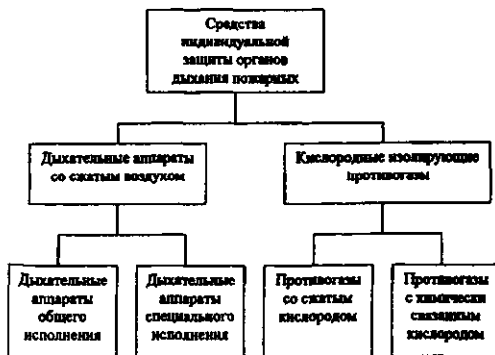 Средства
индивидуальной
защиты органов
дыхания пожарных
Дыхательные аппараты
со сжатым воздухом
Кислородные изолирующие
противогазы
Дыхательные
аппараты
общего
исполнения
Дыхательные
аппараты
специального
исполнения
Противогазы
со сжатым
кислородом
Противогазы
с химически
связанным
кислородом